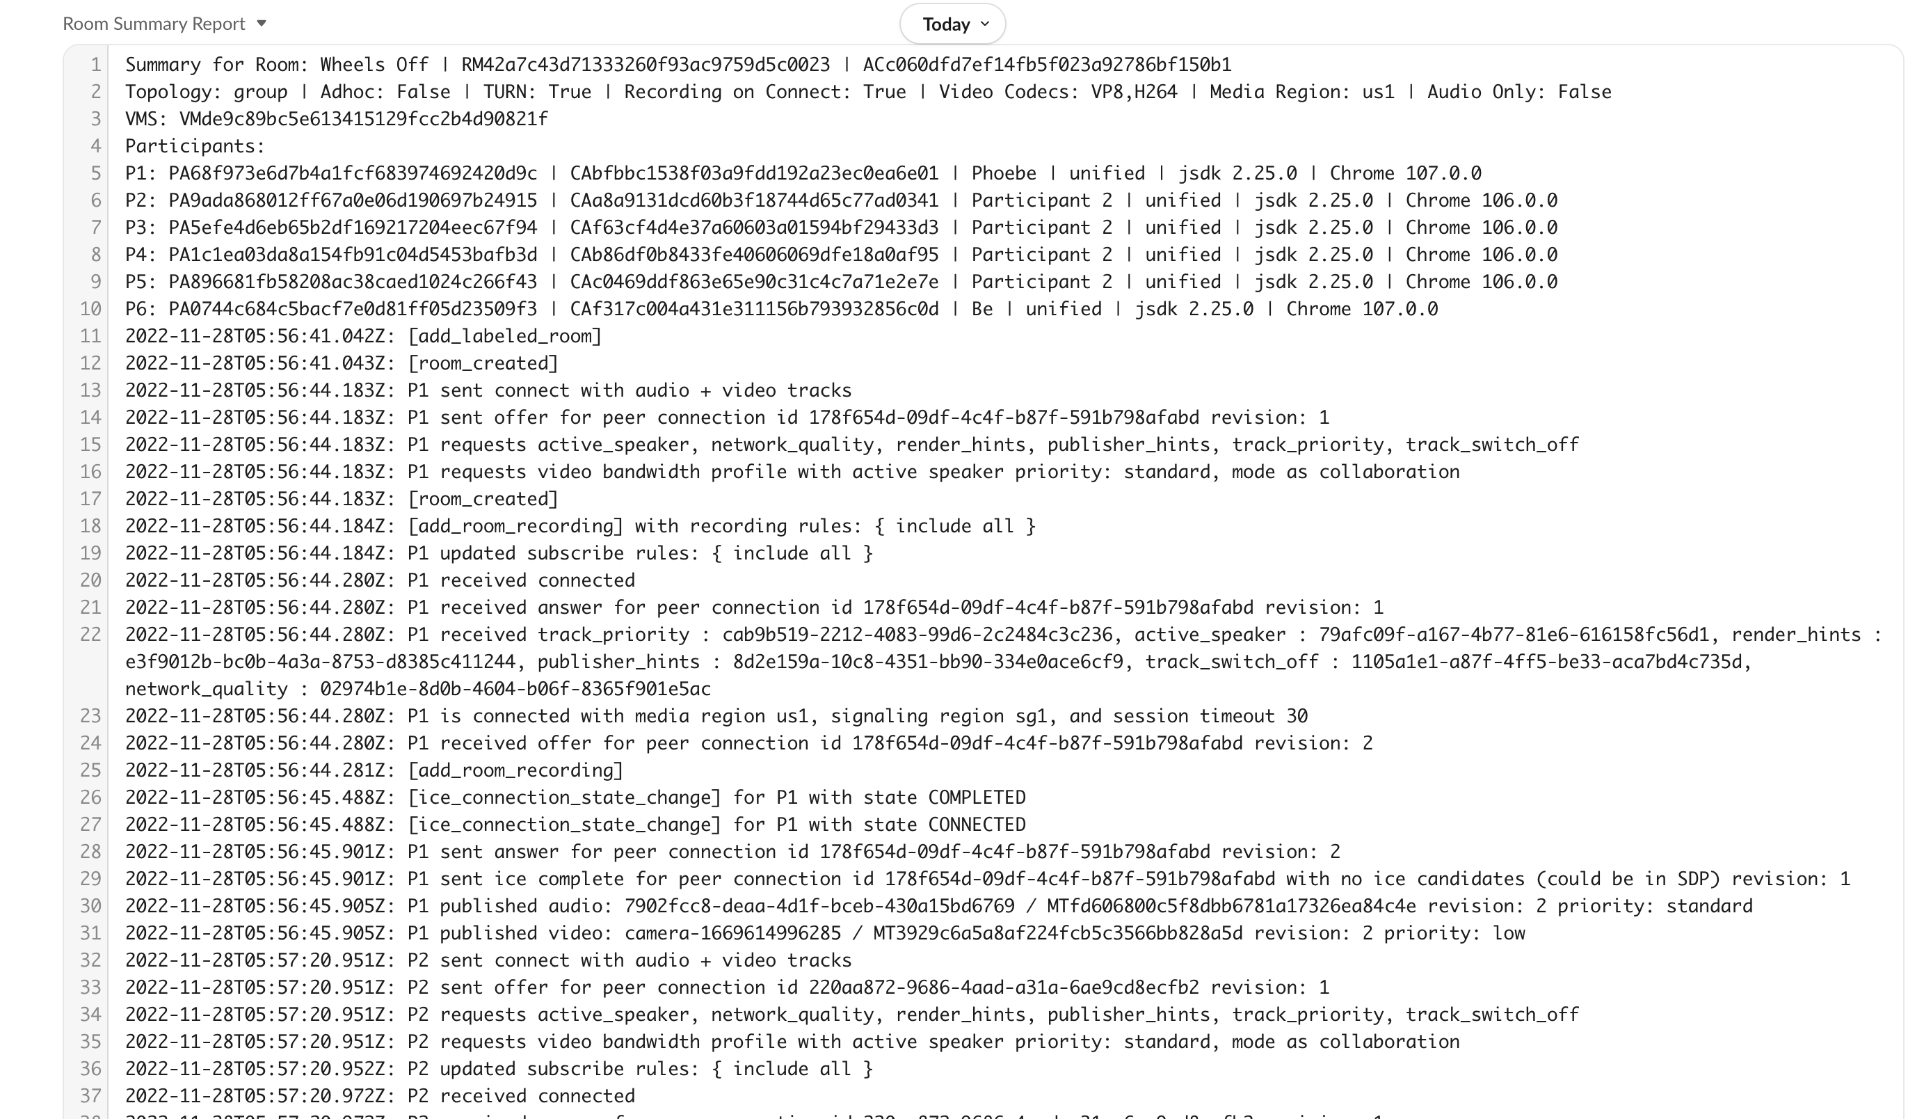 Room Summary Report
Today
1 Summary for Room: Wheels Off | RM42a7c43d71333260f93ac9759d5c0023 | ACc060dfd7ef14fb5f023a92786bf150b1
2 Topology: group | Adhoc: False | TURN: True | Recording on Connect: True | Video Codecs: VP8,H264 | Media Region: us1 | Audio Only: False
3 VMS: VMde9c89bc5e613415129fcc2b4d90821f
4 Participants:
5 P1: PA68f973e6d7b4a1fcf683974692420d9c | CAbfbbc1538f03a9fdd192a23ec0ea6e01 | Phoebe | unified | jsdk 2.25.0 | Chrome 107.0.0
6 P2: PA9ada868012ff67a0e06d190697b24915 | CAa8a9131dcd60b3f18744d65c77ad0341 | Participant 2 | unified | jsdk 2.25.0 | Chrome 106.0.0
7 P3: PA5efe4d6eb65b2df169217204eec67f94 | CAf63cf4d4e37a60603a01594bf29433d3 | Participant 2 | unified | jsdk 2.25.0 | Chrome 106.0.0
8 P4: PA1c1ea03da8a154fb91c04d5453bafb3d | CAb86df0b8433fe40606069dfe18a0af95 | Participant 2 | unified | jsdk 2.25.0 | Chrome 106.0.0
9 P5: PA896681fb58208ac38caed1024c266f43 | CAc0469ddf863e65e90c31c4c7a71e2e7e | Participant 2 | unified | jsdk 2.25.0 | Chrome 106.0.0
10 P6: PA0744c684c5bacf7e0d81ff05d23509f3 | CAf317c004a431e311156b793932856c0d | Be | unified | jsdk 2.25.0 | Chrome 107.0.0
11 2022-11-28T05:56:41.042Z: [add_labeled_room]
12 2022-11-28T05:56:41.043Z: [room_created]
13 2022-11-28T05:56:44.183Z: P1 sent connect with audio + video tracks
14 2022-11-28T05:56:44.183Z: P1 sent offer for peer connection id 178f654d-09df-4c4f-b87f-591b798afabd revision: 1
15 2022-11-28T05:56:44.183Z: P1 requests active_speaker, network_quality, render_hints, publisher_hints, track_priority, track_switch_off
16 2022-11-28T05:56:44.183Z: P1 requests video bandwidth profile with active speaker priority: standard, mode as collaboration
17 2022-11-28T05:56:44.183Z: [room_created]
18 2022-11-28T05:56:44.184Z: [add_room_recording] with recording rules: { include all }
19 2022-11-28T05:56:44.184Z: P1 updated subscribe rules: { include all }
20 2022-11-28T05:56:44.280Z: P1 received connected
21 2022-11-28T05:56:44.280Z: P1 received answer for peer connection id 178f654d-09df-4c4f-b87f-591b798afabd revision: 1
22 2022-11-28T05:56:44.280Z: P1 received track_priority : cab9b519-2212-4083-99d6-2c2484c3c236, active_speaker : 79afc09f-a167-4b77-81e6-616158fc56d1, render_hints :
e3f9012b-bc0b-4a3a-8753-d8385c411244, publisher_hints : 8d2e159a-10c8-4351-bb90-334e0ace6cf9, track_switch_off : 1105a1e1-a87f-4ff5-be33-aca7bd4c735d,
network_quality : 02974b1e-8d0b-4604-b06f-8365f901e5ac
23 2022-11-28T05:56:44.280Z: P1 is connected with media region us1, signaling region sg1, and session timeout 30
24 2022-11-28T05:56:44.280Z: P1 received offer for peer connection id 178f654d-09df-4c4f-b87f-591b798afabd revision: 2
25 2022-11-28T05:56:44.281Z: [add_room_recording]
26 2022-11-28T05:56:45.488Z: [ice_connection_state_change] for P1 with state COMPLETED
27 2022-11-28T05:56:45.488Z: [ice_connection_state_change] for P1 with state CONNECTED
28 2022-11-28T05:56:45.901Z: P1 sent answer for peer connection id 178f654d-09df-4c4f-b87f-591b798afabd revision: 2
29 2022-11-28T05:56:45.901Z: P1 sent ice complete for peer connection id 178f654d-09df-4c4f-b87f-591b798afabd with no ice candidates (could be in SDP) revision: 1
30 2022-11-28T05:56:45.905Z: P1 published audio: 7902fcc8-deaa-4d1f-bceb-430a15bd6769 / MTfd606800c5f8dbb6781a17326ea84c4e revision: 2 priority: standard
31 2022-11-28T05:56:45.905Z: P1 published video: camera-1669614996285 / MT3929c6a5a8af224fcb5c3566bb828a5d revision: 2 priority: low
32 2022-11-28T05:57:20.951Z: P2 sent connect with audio + video tracks
33 2022-11-28T05:57:20.951Z: P2 sent offer for peer connection id 220aa872-9686-4aad-a31a-6ae9cd8ecfb2 revision: 1
34 2022-11-28T05:57:20.951Z: P2 requests active_speaker, network_quality, render_hints, publisher_hints, track_priority, track_switch_off
35 2022-11-28T05:57:20.951Z: P2 requests video bandwidth profile with active speaker priority: standard, mode as collaboration
36 2022-11-28T05:57:20.952Z: P2 updated subscribe rules: { include all }
37 2022-11-28T05:57:20.972Z: P2 received connected